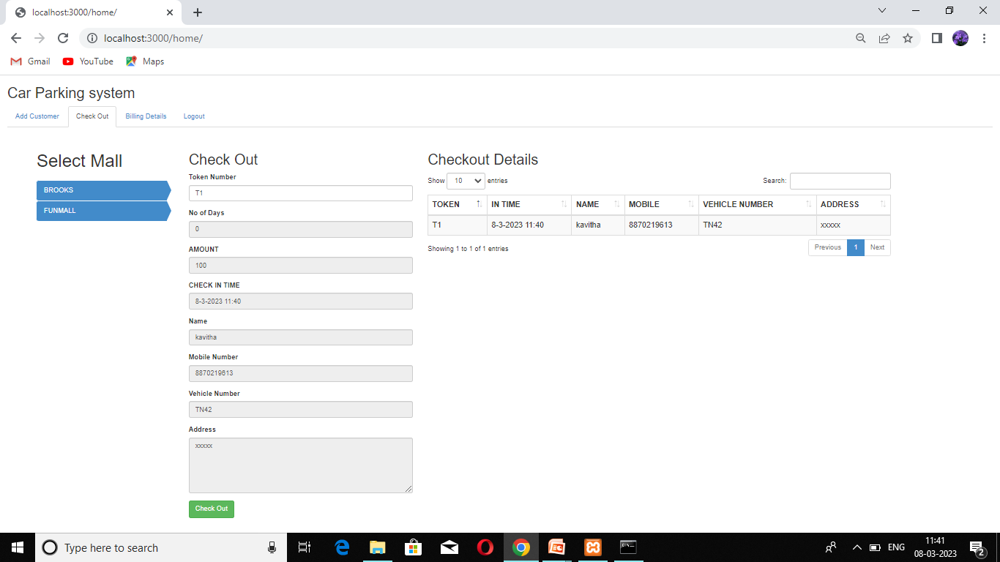 localhost:3000/home/
localhost:3000/home/
Gmail YouTube Maps
Car Parking system
Add Customer Check Out Billing Details Logout
Select Mall
BROOKS
FUNMALL
Check Out
Token Number
T1
No of Days
0
AMOUNT
100
CHECK IN TIME
8-3-2023 11:40
Name
kavitha
Mobile Number
8870219613
Vehicle Number
TN42
Address
xxxxx
Check Out
Checkout Details
Show 10 entries Search:
TOKEN IN TIME NAME MOBILE VEHICLE NUMBER ADDRESS
T1 8-3-2023 11:40 kavitha 8870219613 TN42 xxxxx
Showing 1 to 1 of 1 entries Previous 1 Next
Type here to search
ENG
11:41
08-03-2023
2